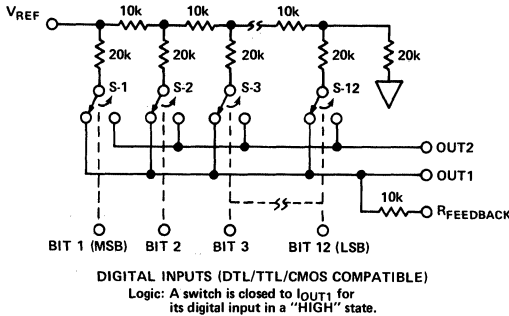 VREF
10k 10k 10k
20k 20k 20k 20k 20k
S-1 S-2 S-3 S-12
OUT2
OUT1
10k
RFEEDBACK
BIT 1 (MSB) BIT 2 BIT 3 BIT 12 (LSB)
DIGITAL INPUTS (DTL/TTL/CMOS COMPATIBLE)
Logic: A switch is closed to IOUT1 for
its digital input in a "HIGH" state.